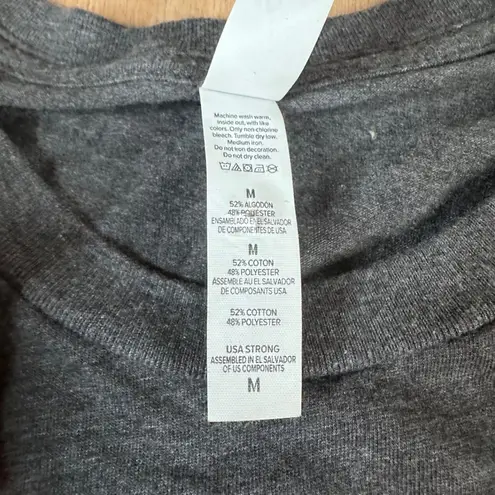 Machine wash warm,
inside out, with like
colors. Only non-chlorine
bleach. Tumble dry low.
Medium iron.
Do not iron decoration.
Do not dry clean.
M
52% ALGODÓN
48% POLIÉSTER
ENSAMBLADO EN EL SALVADOR
DE COMPONENTES DE USA
M
52% COTON
48% POLYESTER
ASSEMBLE AU EL SALVADOR
DE COMPOSANTS USA
52% COTTON
48% POLYESTER
USA STRONG
ASSEMBLED IN EL SALVADOR
OF US COMPONENTS
M